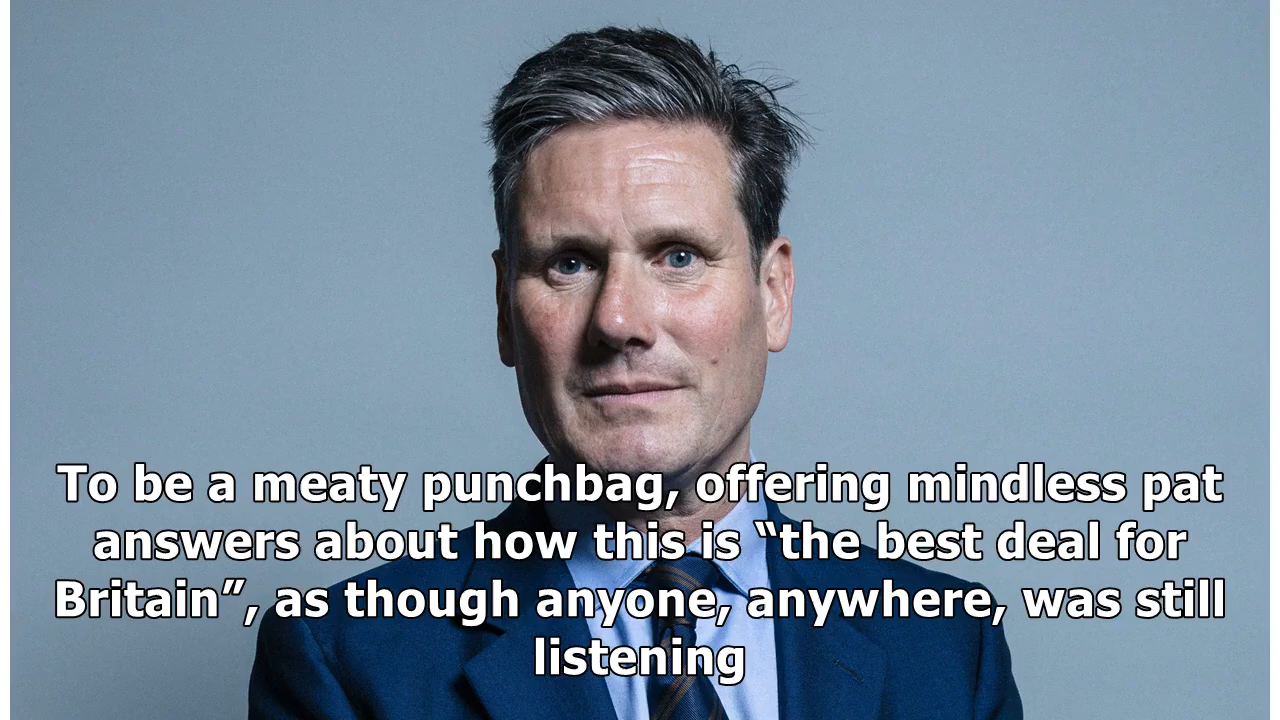 To be a meaty punchbag, offering mindless pat
answers about how this is “the best deal for
Britain”, as though anyone, anywhere, was still
listening